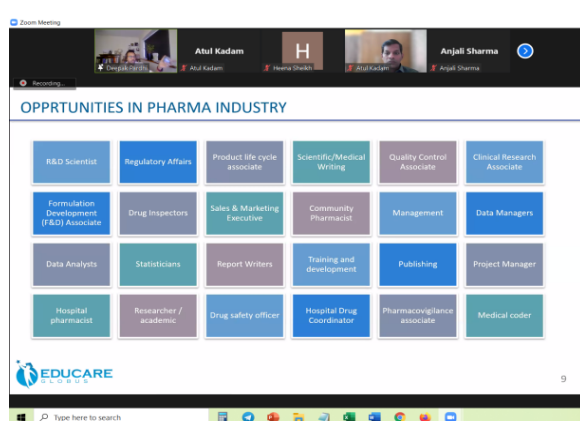 Zoom Meeting
Atul Kadam
H
Anjali Sharma
Deepak Pardhi
Atul Kadam
Heena Sheikh
Atul Kadam
Anjali Sharma
Recording...
OPPRTUNITIES IN PHARMA INDUSTRY
R&D Scientist
Regulatory Affairs
Product life cycle
associate
Scientific/Medical
Writing
Quality Control
Associate
Clinical Research
Associate
Formulation
Development
(F&D) Associate
Drug Inspectors
Sales & Marketing
Executive
Community
Pharmacist
Management
Data Managers
Data Analysts
Statisticians
Report Writers
Training and
development
Publishing
Project Manager
Hospital
pharmacist
Researcher /
academic
Drug safety officer
Hospital Drug
Coordinator
Pharmacovigilance
associate
Medical coder
EDUCARE
GLOBUS
9
Type here to search